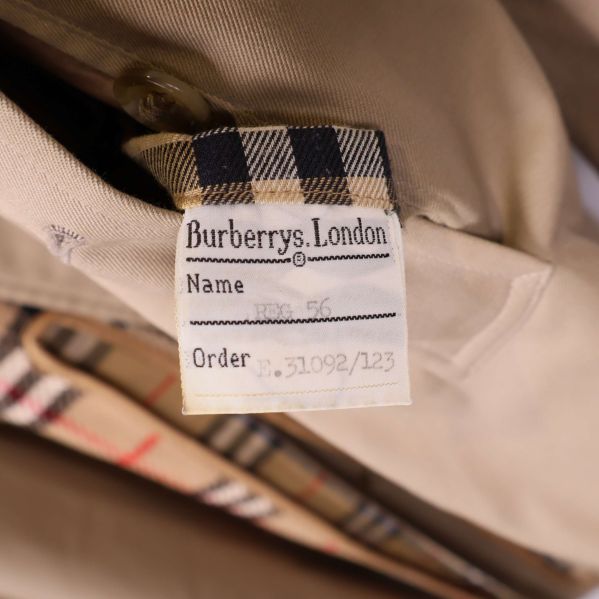 Burberrys. London
Name
REG 56
Order E.31092/123